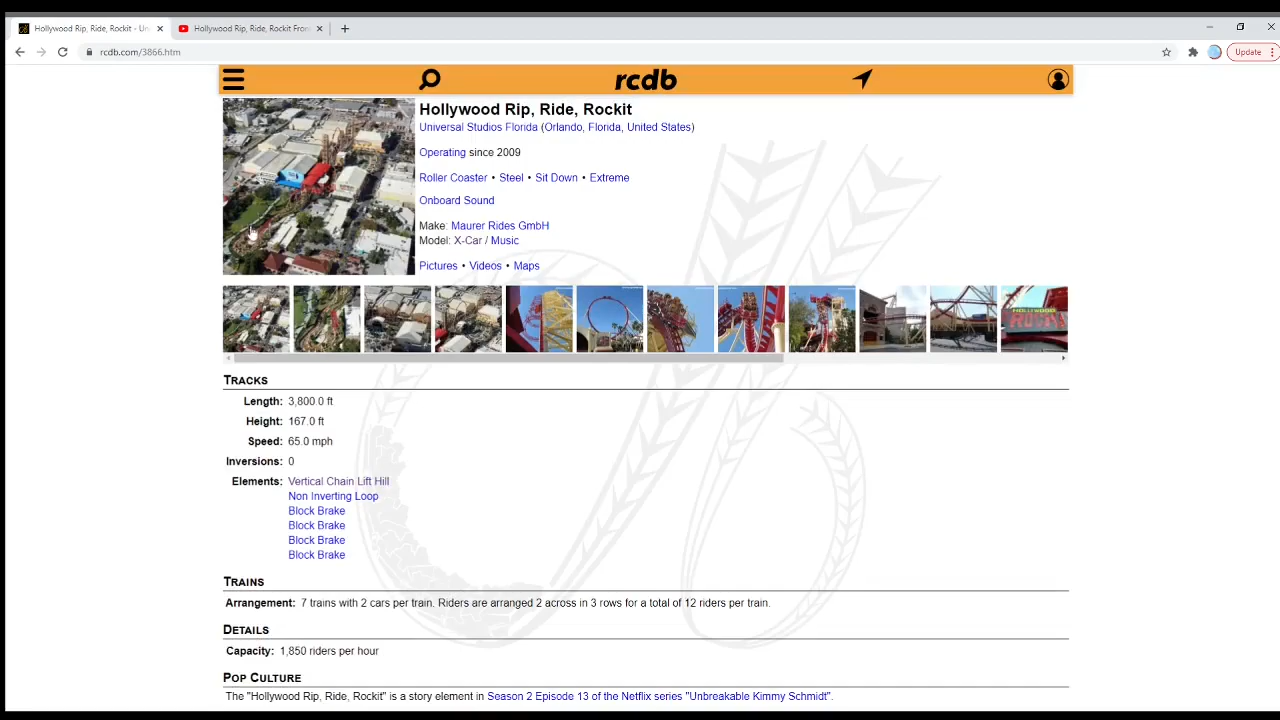 Hollywood Rip, Ride, Rockit - Un
Hollywood Rip, Ride, Rockit Fron
rcdb.com/3866.htm
Update
rcdb
Hollywood Rip, Ride, Rockit
Universal Studios Florida (Orlando, Florida, United States)
Operating since 2009
Roller Coaster • Steel • Sit Down • Extreme
Onboard Sound
Make: Maurer Rides GmbH
Model: X-Car / Music
Pictures • Videos • Maps
TRACKS
Length: 3,800.0 ft
Height: 167.0 ft
Speed: 65.0 mph
Inversions: 0
Elements: Vertical Chain Lift Hill
Non Inverting Loop
Block Brake
Block Brake
Block Brake
Block Brake
TRAINS
Arrangement: 7 trains with 2 cars per train. Riders are arranged 2 across in 3 rows for a total of 12 riders per train.
DETAILS
Capacity: 1,850 riders per hour
POP CULTURE
The "Hollywood Rip, Ride, Rockit" is a story element in Season 2 Episode 13 of the Netflix series "Unbreakable Kimmy Schmidt".